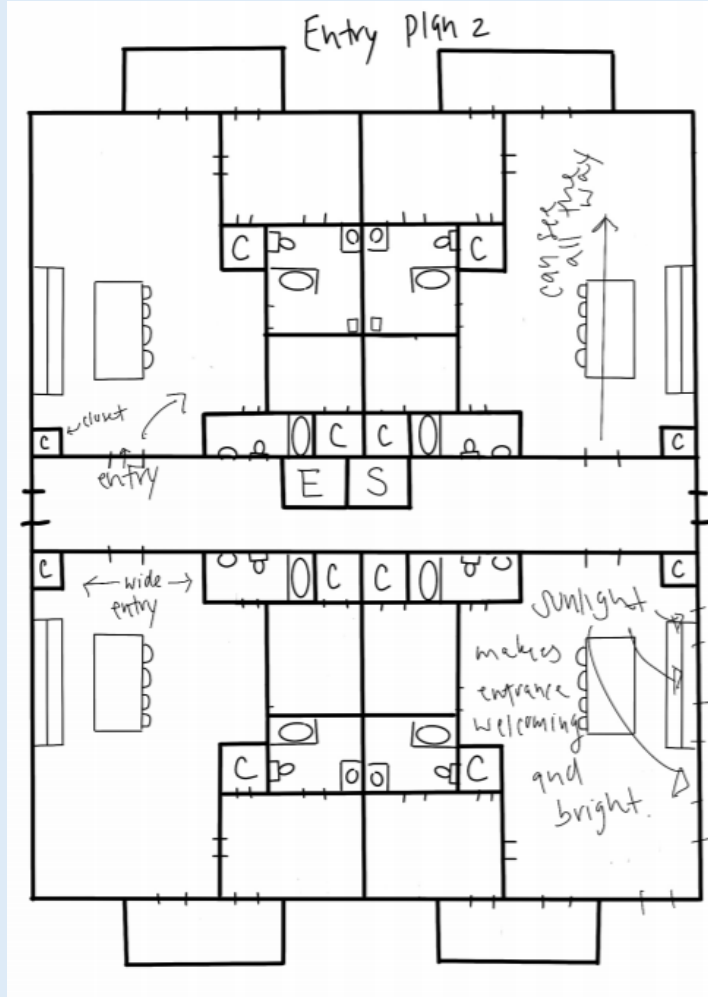 Entry Plan 2
C
C
can see
all the way
closet
C
C
C
C
entry
E
S
C
C
C
C
wide
entry
sunlight
makes
entrance
welcoming
and
bright.
C
C